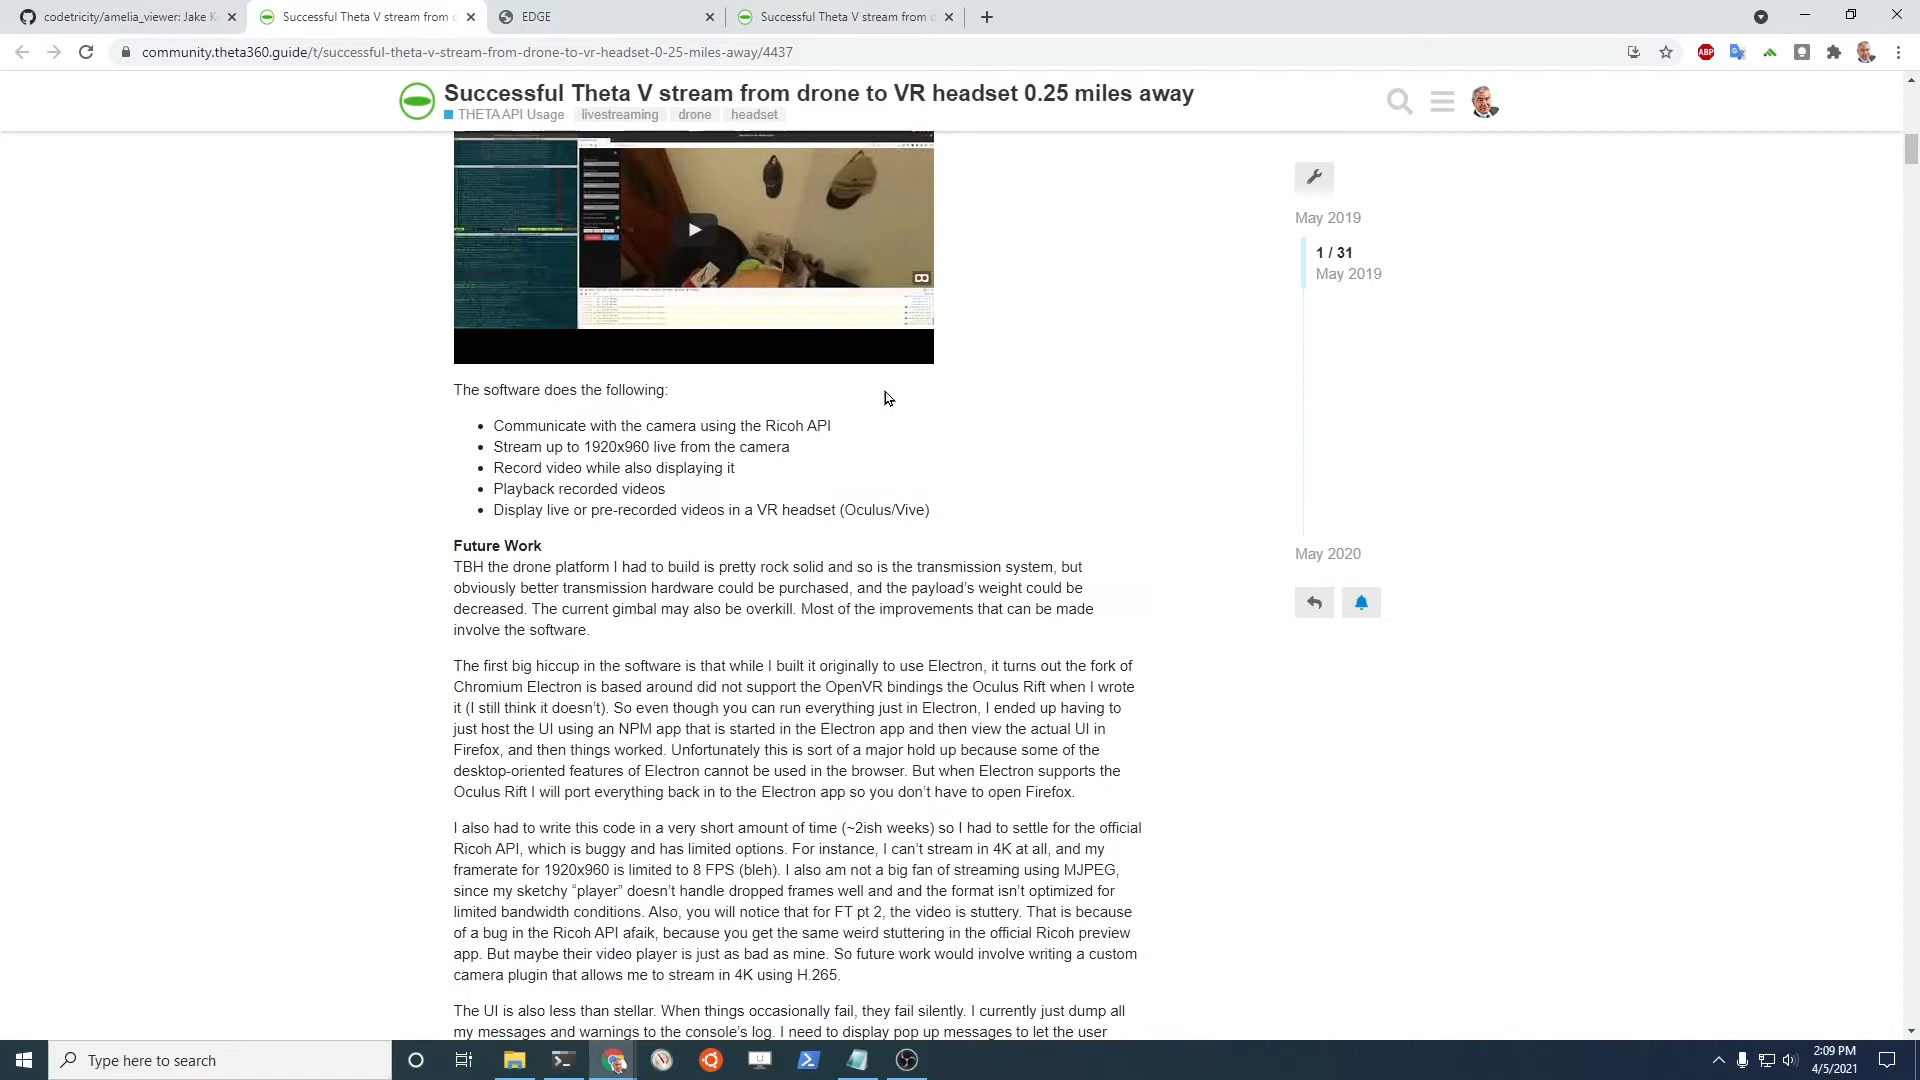 codetricity/amelia_viewer: Jake K
Successful Theta V stream from d
EDGE
Successful Theta V stream from d
community.theta360.guide/t/successful-theta-v-stream-from-drone-to-vr-headset-0-25-miles-away/4437
ABP
Successful Theta V stream from drone to VR headset 0.25 miles away
THETA API Usage livestreaming drone headset
May 2019
1 / 31
May 2019
May 2020
The software does the following:
• Communicate with the camera using the Ricoh API
• Stream up to 1920x960 live from the camera
• Record video while also displaying it
• Playback recorded videos
• Display live or pre-recorded videos in a VR headset (Oculus/Vive)
Future Work
TBH the drone platform I had to build is pretty rock solid and so is the transmission system, but
obviously better transmission hardware could be purchased, and the payload’s weight could be
decreased. The current gimbal may also be overkill. Most of the improvements that can be made
involve the software.
The first big hiccup in the software is that while I built it originally to use Electron, it turns out the fork of
Chromium Electron is based around did not support the OpenVR bindings the Oculus Rift when I wrote
it (I still think it doesn’t). So even though you can run everything just in Electron, I ended up having to
just host the UI using an NPM app that is started in the Electron app and then view the actual UI in
Firefox, and then things worked. Unfortunately this is sort of a major hold up because some of the
desktop-oriented features of Electron cannot be used in the browser. But when Electron supports the
Oculus Rift I will port everything back in to the Electron app so you don’t have to open Firefox.
I also had to write this code in a very short amount of time (~2ish weeks) so I had to settle for the official
Ricoh API, which is buggy and has limited options. For instance, I can’t stream in 4K at all, and my
framerate for 1920x960 is limited to 8 FPS (bleh). I also am not a big fan of streaming using MJPEG,
since my sketchy “player” doesn’t handle dropped frames well and and the format isn’t optimized for
limited bandwidth conditions. Also, you will notice that for FT pt 2, the video is stuttery. That is because
of a bug in the Ricoh API afaik, because you get the same weird stuttering in the official Ricoh preview
app. But maybe their video player is just as bad as mine. So future work would involve writing a custom
camera plugin that allows me to stream in 4K using H.265.
The UI is also less than stellar. When things occasionally fail, they fail silently. I currently just dump all
my messages and warnings to the console’s log. I need to display pop up messages to let the user
Type here to search
2:09 PM
4/5/2021